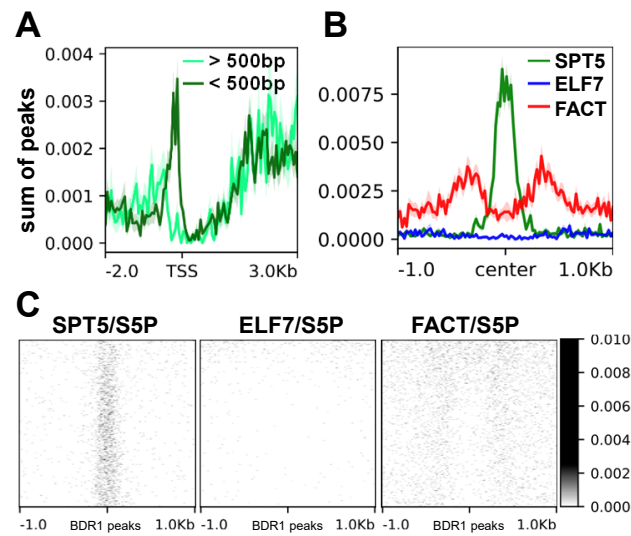 A
sum of peaks
0.004
0.003
0.002
0.001
0.000
> 500bp
< 500bp
-2.0 TSS 3.0Kb
B
0.0075
0.0050
0.0025
0.0000
SPT5
ELF7
FACT
-1.0 center 1.0Kb
C
SPT5/S5P ELF7/S5P FACT/S5P
0.010
0.008
0.006
0.004
0.002
0.000
-1.0 BDR1 peaks 1.0Kb -1.0 BDR1 peaks 1.0Kb -1.0 BDR1 peaks 1.0Kb